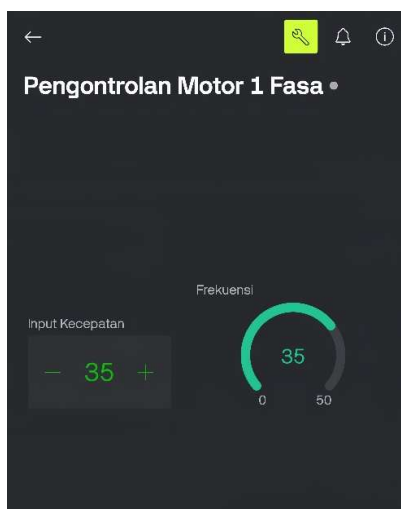 Pengontrolan Motor 1 Fasa
Frekuensi
Input Kecepatan
− 35 +
35
0 50